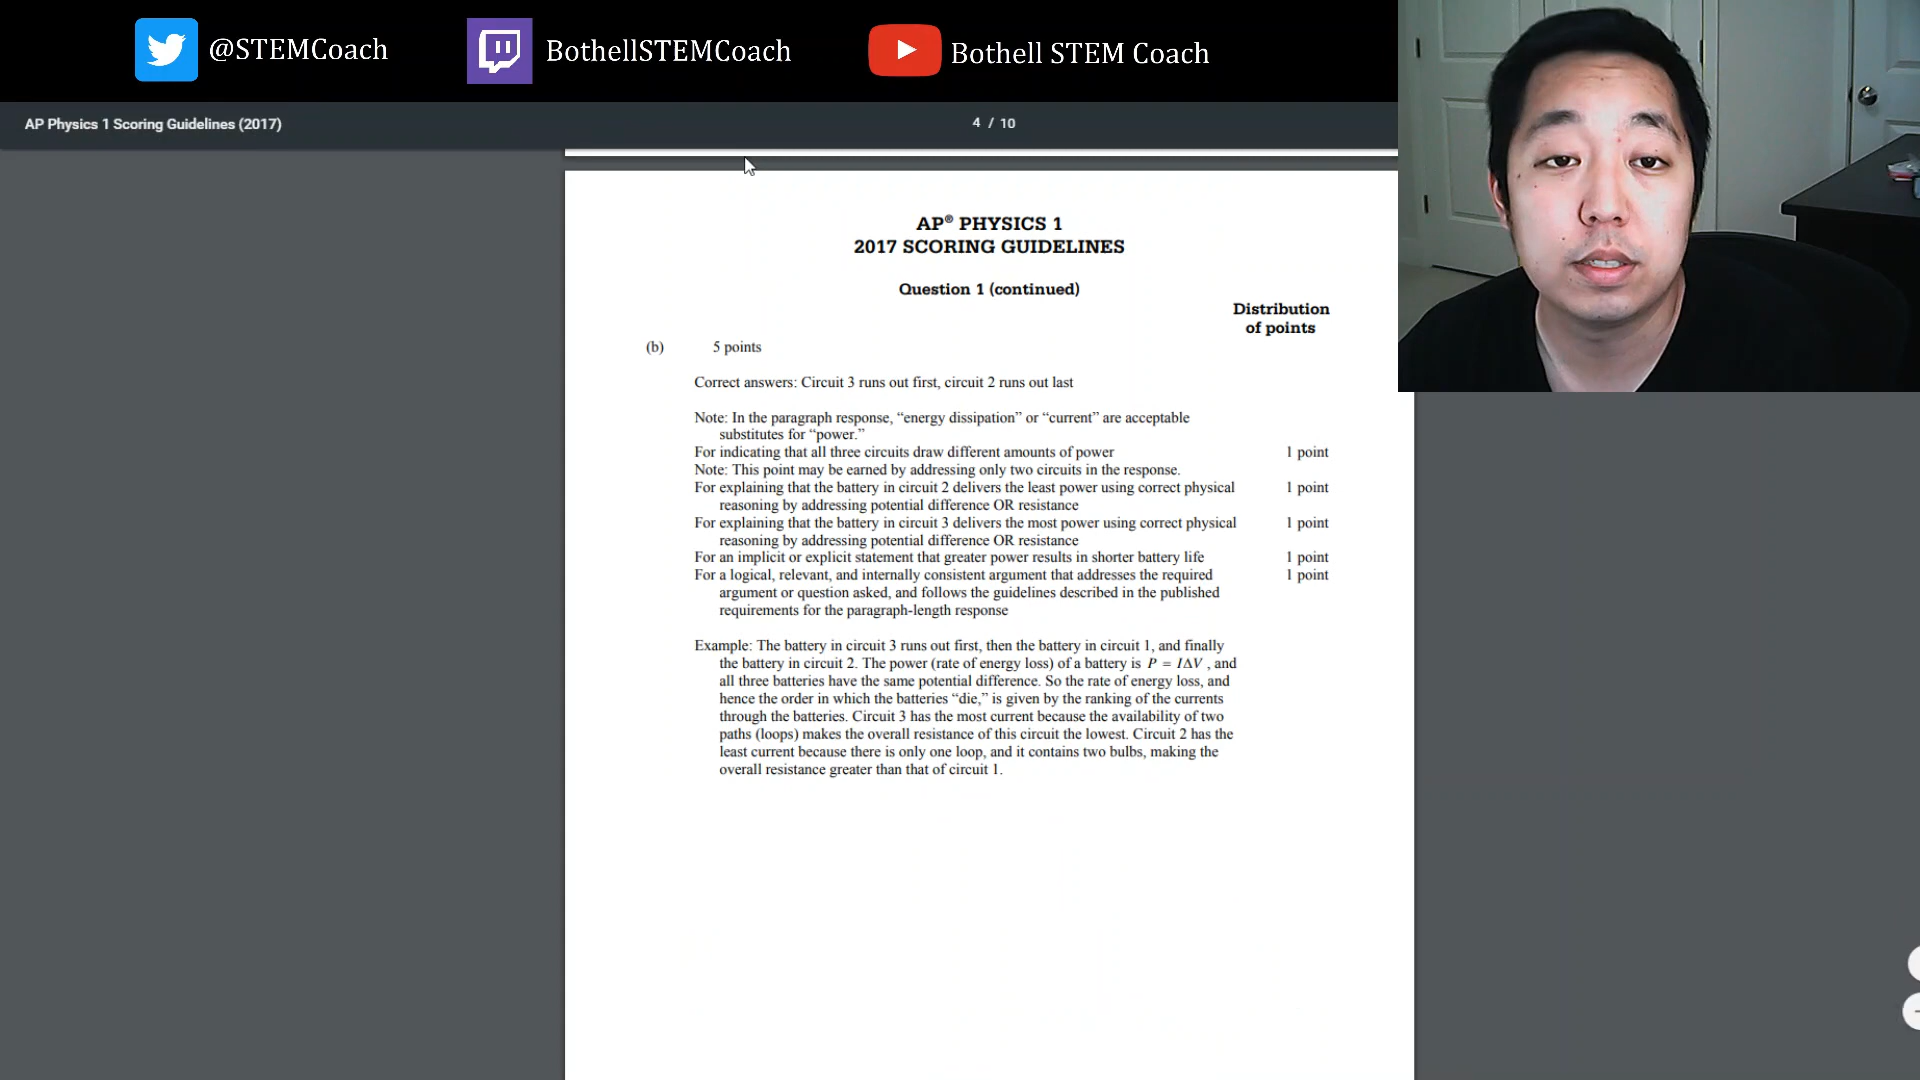 @STEMCoach
BothellSTEMCoach
Bothell STEM Coach
AP Physics 1 Scoring Guidelines (2017)
4 / 10
AP® PHYSICS 1
2017 SCORING GUIDELINES
Question 1 (continued)
Distribution
of points
(b) 5 points
Correct answers: Circuit 3 runs out first, circuit 2 runs out last
Note: In the paragraph response, “energy dissipation” or “current” are acceptable
substitutes for “power.”
For indicating that all three circuits draw different amounts of power 1 point
Note: This point may be earned by addressing only two circuits in the response.
For explaining that the battery in circuit 2 delivers the least power using correct physical 1 point
reasoning by addressing potential difference OR resistance
For explaining that the battery in circuit 3 delivers the most power using correct physical 1 point
reasoning by addressing potential difference OR resistance
For an implicit or explicit statement that greater power results in shorter battery life 1 point
For a logical, relevant, and internally consistent argument that addresses the required 1 point
argument or question asked, and follows the guidelines described in the published
requirements for the paragraph-length response
Example: The battery in circuit 3 runs out first, then the battery in circuit 1, and finally
the battery in circuit 2. The power (rate of energy loss) of a battery is P = IΔV , and
all three batteries have the same potential difference. So the rate of energy loss, and
hence the order in which the batteries “die,” is given by the ranking of the currents
through the batteries. Circuit 3 has the most current because the availability of two
paths (loops) makes the overall resistance of this circuit the lowest. Circuit 2 has the
least current because there is only one loop, and it contains two bulbs, making the
overall resistance greater than that of circuit 1.